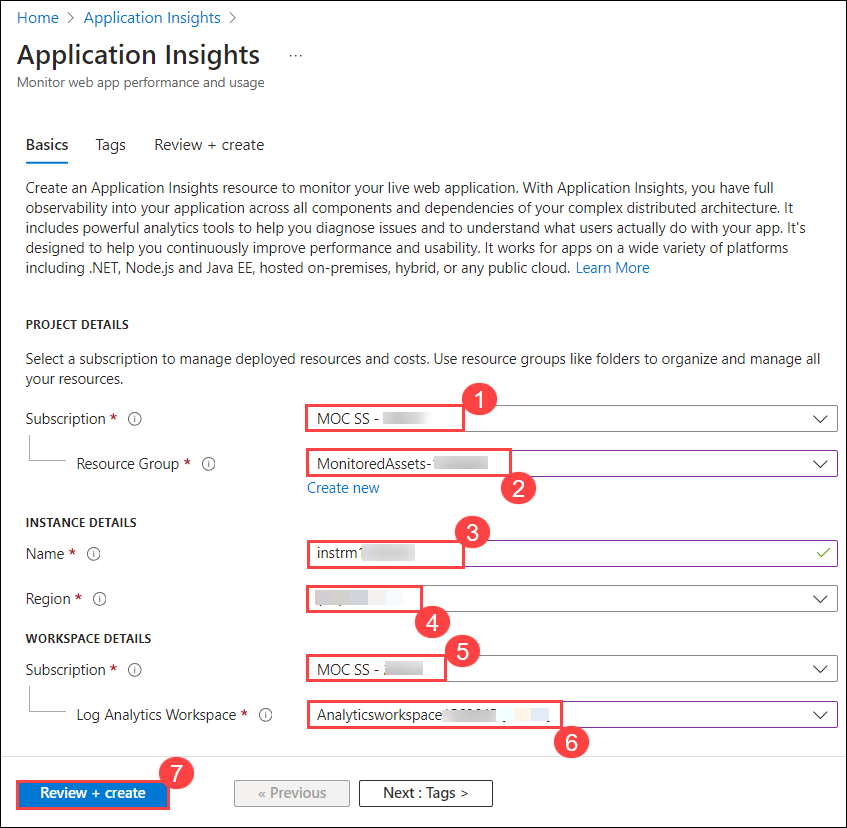 Home > Application Insights >
Application Insights ...
Monitor web app performance and usage
Basics Tags Review + create
Create an Application Insights resource to monitor your live web application. With Application Insights, you have full
observability into your application across all components and dependencies of your complex distributed architecture. It
includes powerful analytics tools to help you diagnose issues and to understand what users actually do with your app. It's
designed to help you continuously improve performance and usability. It works for apps on a wide variety of platforms
including .NET, Node.js and Java EE, hosted on-premises, hybrid, or any public cloud. Learn More
PROJECT DETAILS
Select a subscription to manage deployed resources and costs. Use resource groups like folders to organize and manage all
your resources.
Subscription * MOC SS - 1
Resource Group * MonitoredAssets- 2
Create new
INSTANCE DETAILS
Name * instrm 3
Region * 4
WORKSPACE DETAILS
Subscription * MOC SS - 5
Log Analytics Workspace * Analyticsworkspace 6
7
Review + create « Previous Next : Tags >